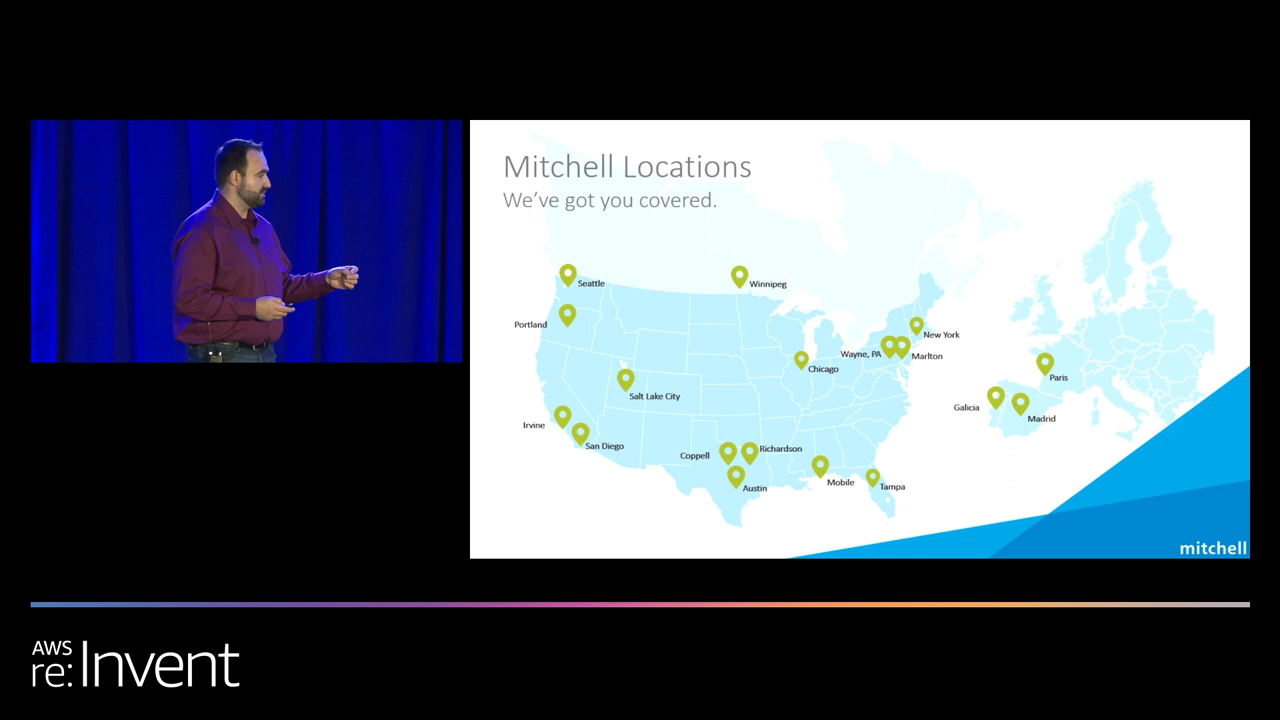 Mitchell Locations
We've got you covered.
Seattle
Winnipeg
Portland
New York
Wayne, PA
Marlton
Chicago
Paris
Salt Lake City
Galicia
Madrid
Irvine
San Diego
Coppell
Richardson
Austin
Mobile
Tampa
mitchell
AWS
re:Invent